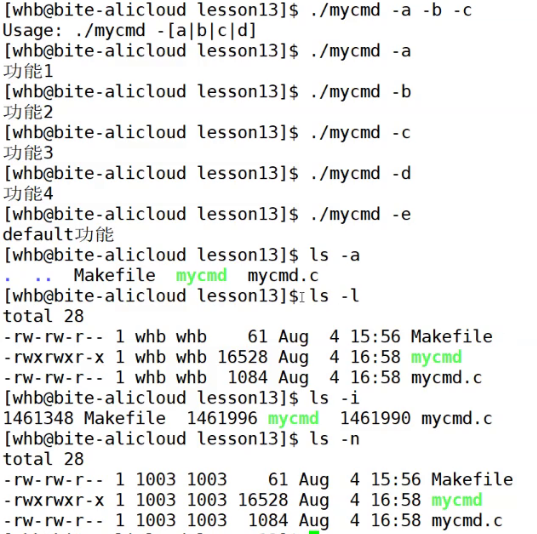 [whb@bite-alicloud lesson13]$ ./mycmd -a -b -c
Usage: ./mycmd -[a|b|c|d]
[whb@bite-alicloud lesson13]$ ./mycmd -a
功能1
[whb@bite-alicloud lesson13]$ ./mycmd -b
功能2
[whb@bite-alicloud lesson13]$ ./mycmd -c
功能3
[whb@bite-alicloud lesson13]$ ./mycmd -d
功能4
[whb@bite-alicloud lesson13]$ ./mycmd -e
default功能
[whb@bite-alicloud lesson13]$ ls -a
.  ..  Makefile  mycmd  mycmd.c
[whb@bite-alicloud lesson13]$ ls -l
total 28
-rw-rw-r-- 1 whb whb    61 Aug  4 15:56 Makefile
-rwxrwxr-x 1 whb whb 16528 Aug  4 16:58 mycmd
-rw-rw-r-- 1 whb whb  1084 Aug  4 16:58 mycmd.c
[whb@bite-alicloud lesson13]$ ls -i
1461348 Makefile  1461996 mycmd  1461990 mycmd.c
[whb@bite-alicloud lesson13]$ ls -n
total 28
-rw-rw-r-- 1 1003 1003    61 Aug  4 15:56 Makefile
-rwxrwxr-x 1 1003 1003 16528 Aug  4 16:58 mycmd
-rw-rw-r-- 1 1003 1003  1084 Aug  4 16:58 mycmd.c